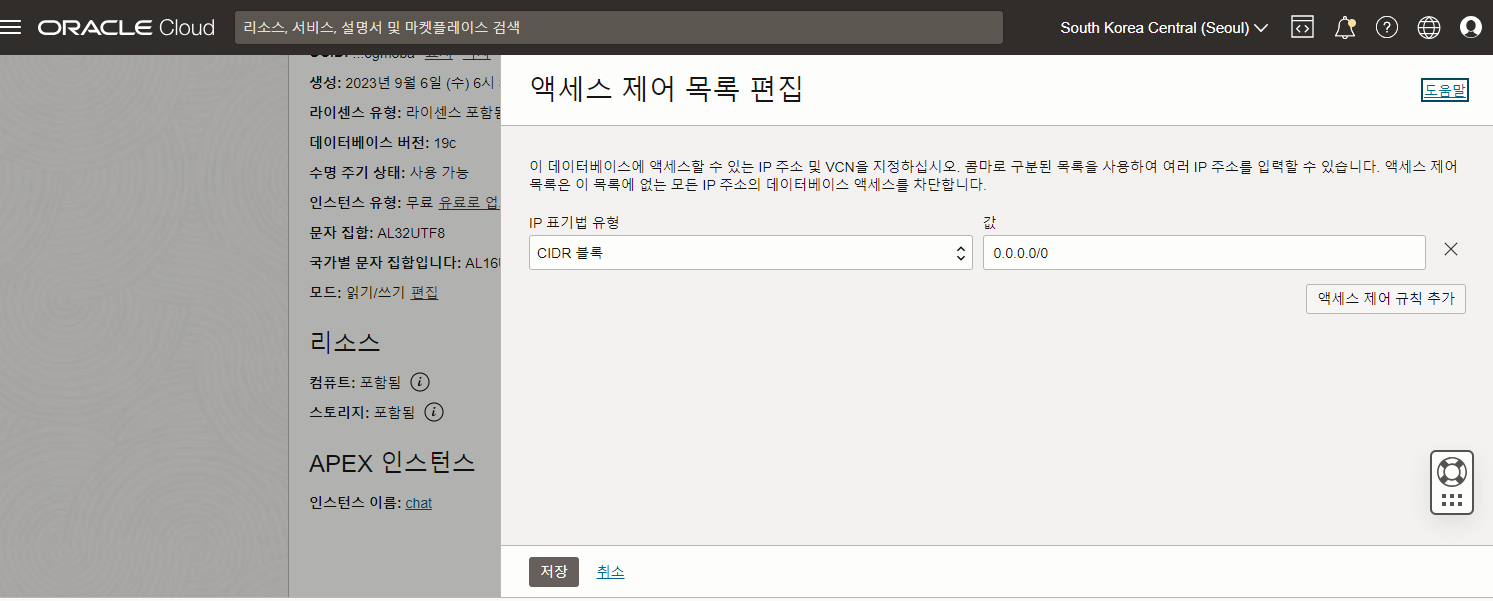 ORACLE Cloud
리소스, 서비스, 설명서 및 마켓플레이스 검색
South Korea Central (Seoul)
생성: 2023년 9월 6일 (수) 6시
라이센스 유형: 라이센스 포함됨
데이터베이스 버전: 19c
수명 주기 상태: 사용 가능
인스턴스 유형: 무료 유료로 업
문자 집합: AL32UTF8
국가별 문자 집합입니다: AL16
모드: 읽기/쓰기 편집
리소스
컴퓨트: 포함됨
스토리지: 포함됨
APEX 인스턴스
인스턴스 이름: chat
액세스 제어 목록 편집
도움말
이 데이터베이스에 액세스할 수 있는 IP 주소 및 VCN을 지정하십시오. 콤마로 구분된 목록을 사용하여 여러 IP 주소를 입력할 수 있습니다. 액세스 제어
목록은 이 목록에 없는 모든 IP 주소의 데이터베이스 액세스를 차단합니다.
IP 표기법 유형
값
CIDR 블록
0.0.0.0/0
액세스 제어 규칙 추가
저장
취소